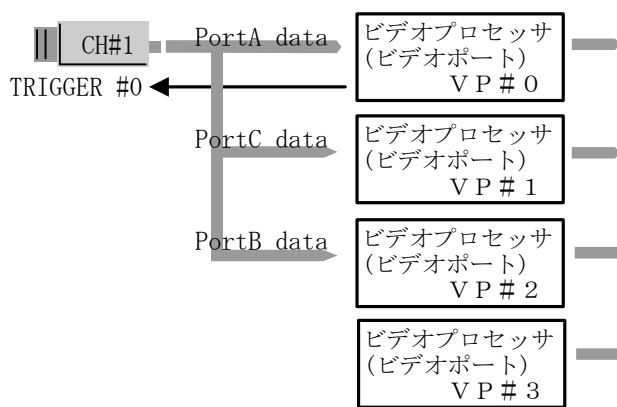 CH#1
PortA data
TRIGGER #0
ビデオプロセッサ
(ビデオポート)
ＶＰ＃０
PortC data
ビデオプロセッサ
(ビデオポート)
ＶＰ＃１
PortB data
ビデオプロセッサ
(ビデオポート)
ＶＰ＃２
ビデオプロセッサ
(ビデオポート)
ＶＰ＃３